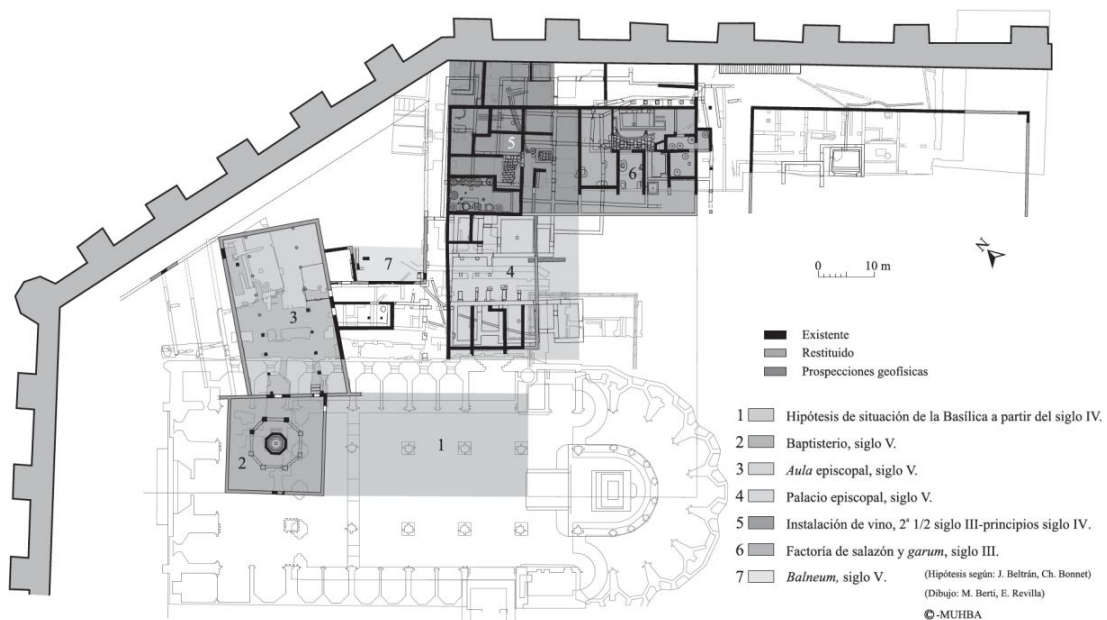 5
6
7
4
3
1
2
N
0 10 m
Existente
Restituido
Prospecciones geofísicas
1 Hipótesis de situación de la Basílica a partir del siglo IV.
2 Baptisterio, siglo V.
3 Aula episcopal, siglo V.
4 Palacio episcopal, siglo V.
5 Instalación de vino, 2ª 1/2 siglo III-principios siglo IV.
6 Factoría de salazón y garum, siglo III.
7 Balneum, siglo V.
(Hipótesis según: J. Beltrán, Ch. Bonnet)
(Dibujo: M. Berti, E. Revilla)
©-MUHBA